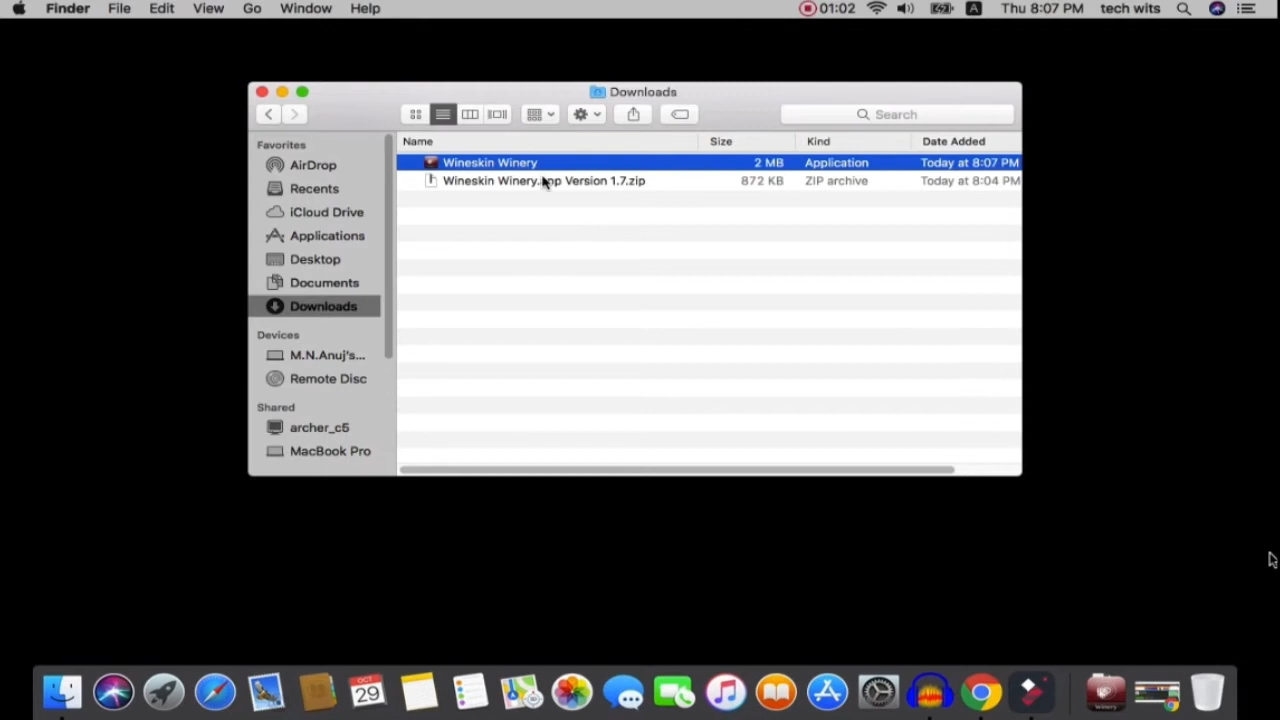 Finder File Edit View Go Window Help 01:02 A Thu 8:07 PM tech wits
Downloads
Search
Favorites
AirDrop
Recents
iCloud Drive
Applications
Desktop
Documents
Downloads
Devices
M.N.Anuj's...
Remote Disc
Shared
archer_c5
MacBook Pro
Name Size Kind Date Added
Wineskin Winery 2 MB Application Today at 8:07 PM
Wineskin Winery.app Version 1.7.zip 872 KB ZIP archive Today at 8:04 PM
OCT
29
Winery